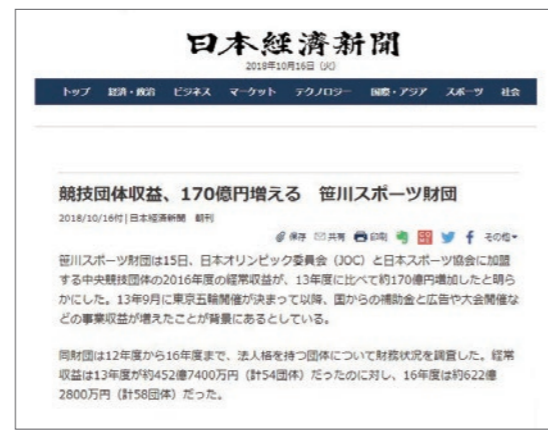 日本経済新聞
2018年10月16日（火）
トップ 経済・政治 ビジネス マーケット テクノロジー 国際・アジア スポーツ 社会
競技団体収益、170億円増える 笹川スポーツ財団
2018/10/16付|日本経済新聞 朝刊
保存 共有 印刷 その他
笹川スポーツ財団は15日、日本オリンピック委員会（JOC）と日本スポーツ協会に加盟
する中央競技団体の2016年度の経常収益が、13年度に比べて約170億円増加したと明ら
かにした。13年9月に東京五輪開催が決まって以降、国からの補助金と広告や大会開催な
どの事業収益が増えたことが背景にあるとしている。
同財団は12年度から16年度まで、法人格を持つ団体について財務状況を調査した。経常
収益は13年度が約452億7400万円（計54団体）だったのに対し、16年度は約622億
2800万円（計58団体）だった。